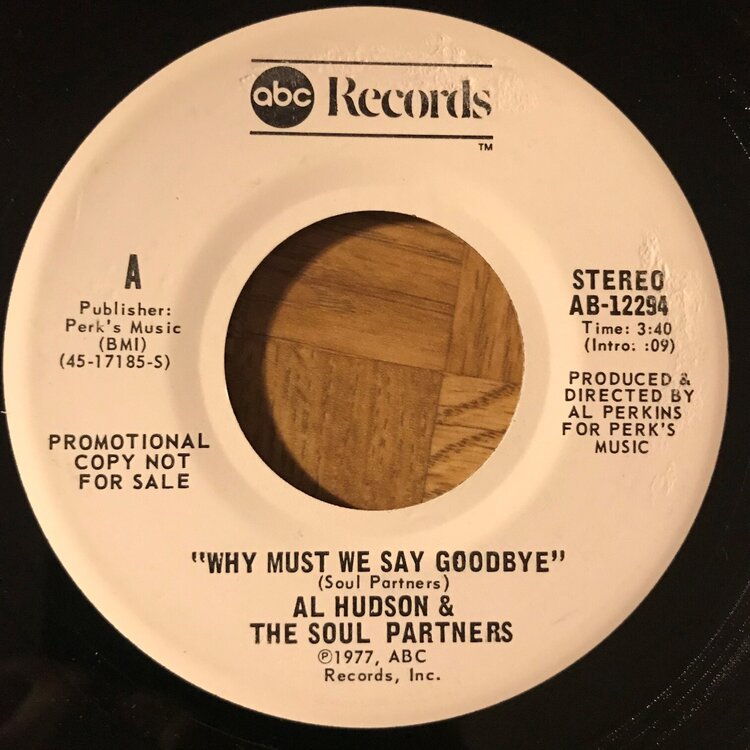 abc Records
TM
A
Publisher:
Perk's Music
(BMI)
(45-17185-S)
PROMOTIONAL
COPY NOT
FOR SALE
STEREO
AB-12294
Time: 3:40
(Intro: :09)
PRODUCED &
DIRECTED BY
AL PERKINS
FOR PERK'S
MUSIC
"WHY MUST WE SAY GOODBYE"
(Soul Partners)
AL HUDSON &
THE SOUL PARTNERS
℗1977, ABC
Records, Inc.